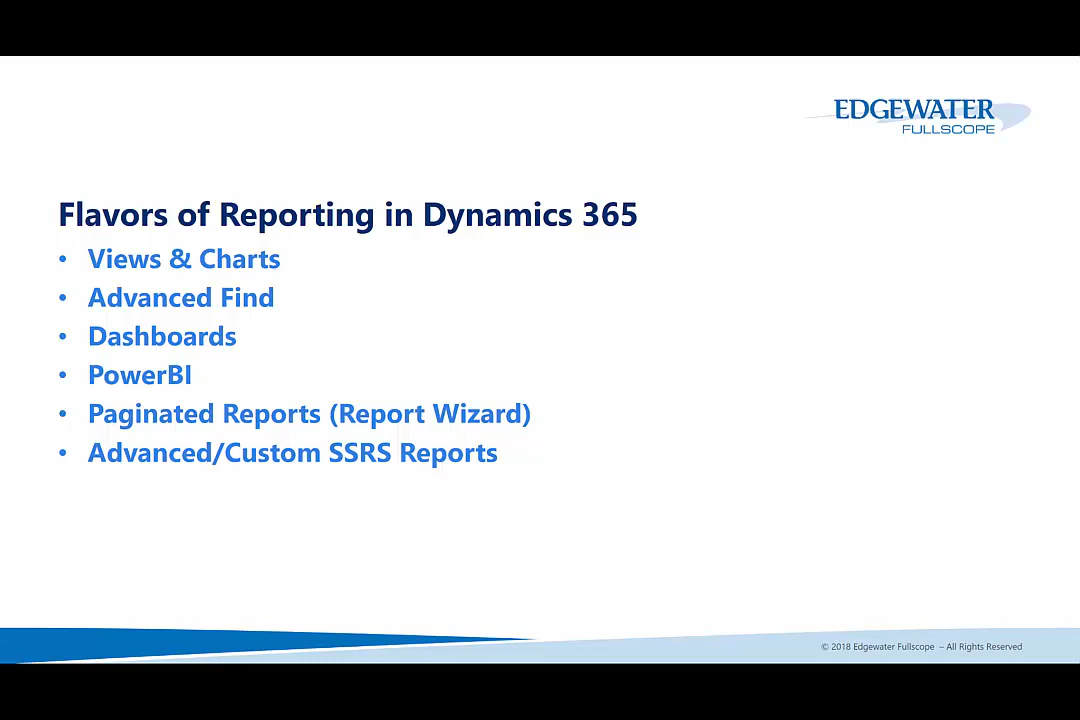 EDGEWATER
FULLSCOPE
Flavors of Reporting in Dynamics 365
• Views & Charts
• Advanced Find
• Dashboards
• PowerBI
• Paginated Reports (Report Wizard)
• Advanced/Custom SSRS Reports
© 2018 Edgewater Fullscope – All Rights Reserved